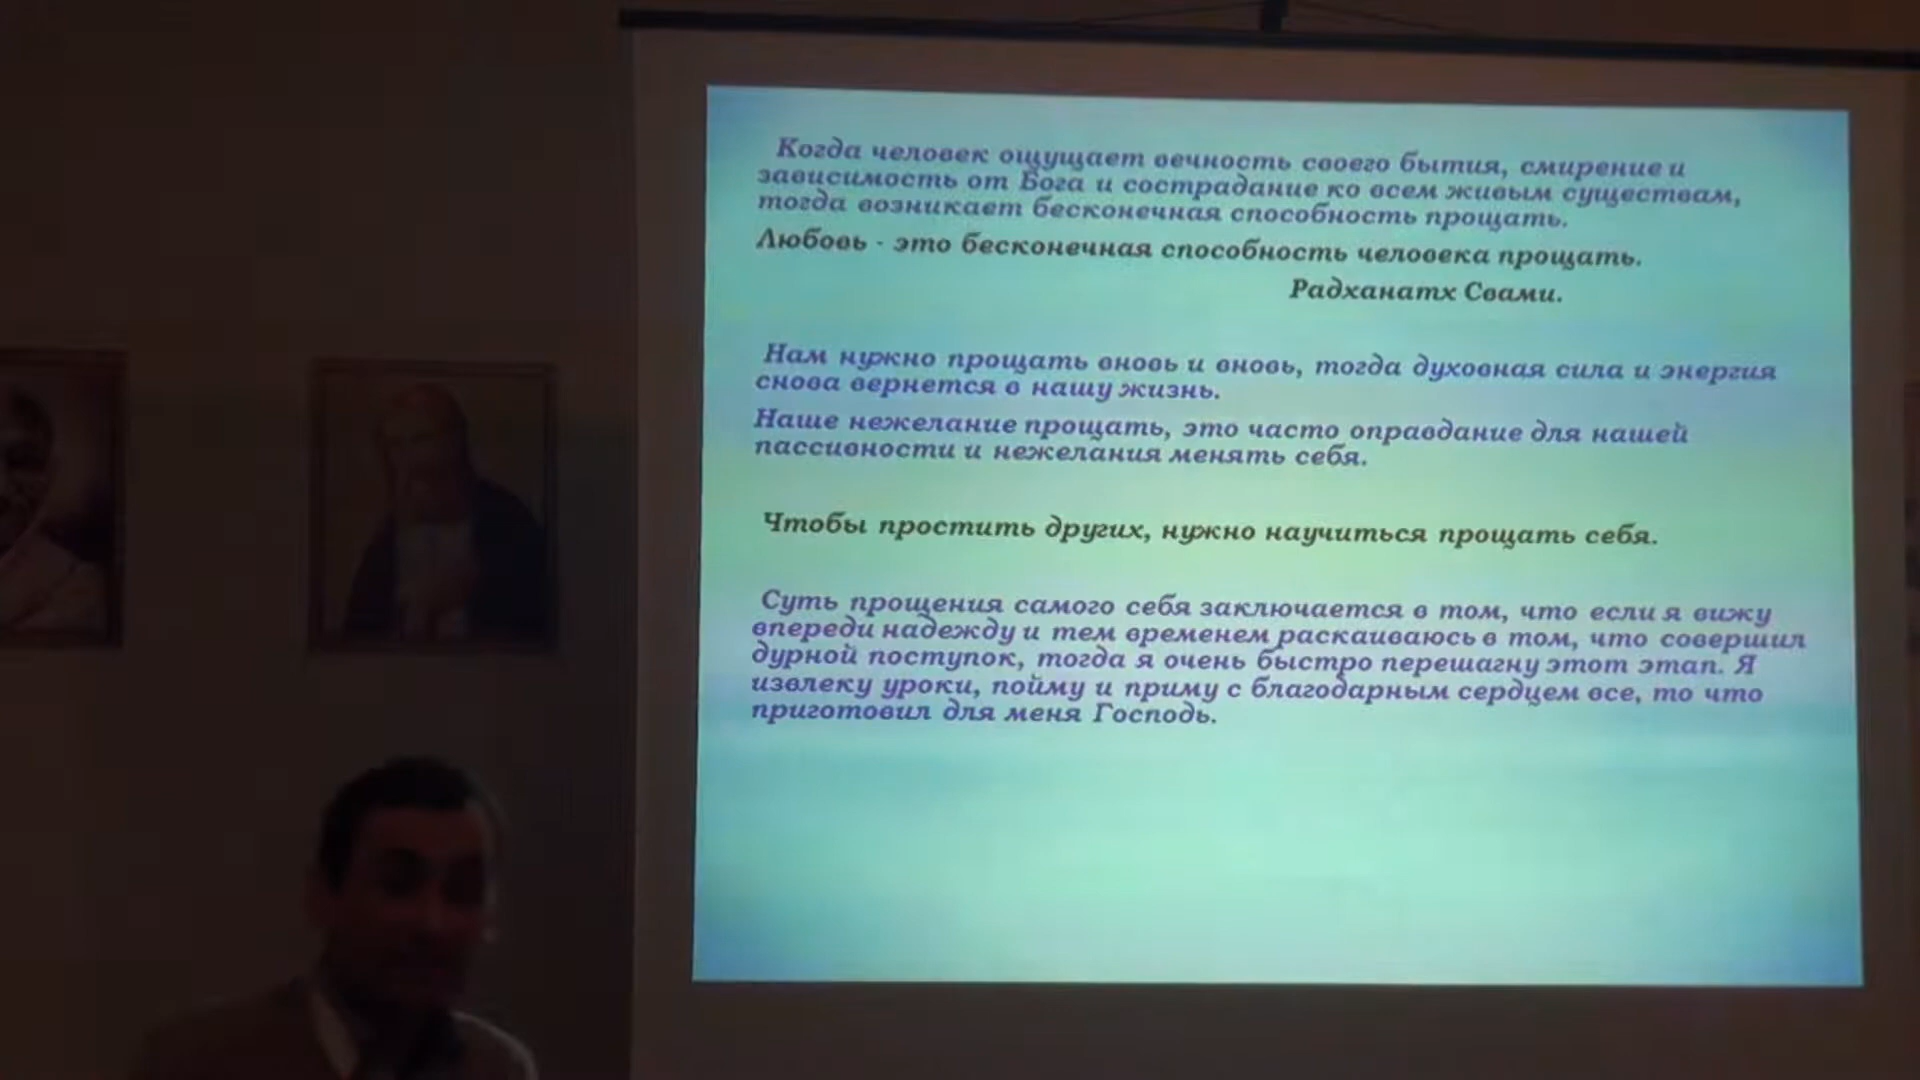 Когда человек ощущает вечность своего бытия, смирение и
зависимость от Бога и сострадание ко всем живым существам,
тогда возникает бесконечная способность прощать.
Любовь - это бесконечная способность человека прощать.
Радханатх Свами.
Нам нужно прощать вновь и вновь, тогда духовная сила и энергия
снова вернется в нашу жизнь.
Наше нежелание прощать, это часто оправдание для нашей
пассивности и нежелания менять себя.
Чтобы простить других, нужно научиться прощать себя.
Суть прощения самого себя заключается в том, что если я вижу
впереди надежду и тем временем раскаиваюсь в том, что совершил
дурной поступок, тогда я очень быстро перешагну этот этап. Я
извлеку уроки, пойму и приму с благодарным сердцем все, то что
приготовил для меня Господь.